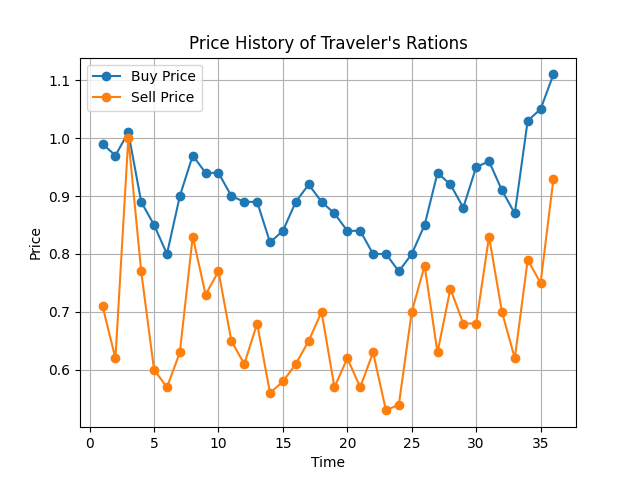 Price History of Traveler's Rations
Buy Price
Sell Price
1.1
1.0
0.9
0.8
0.7
0.6
Price
0 5 10 15 20 25 30 35
Time